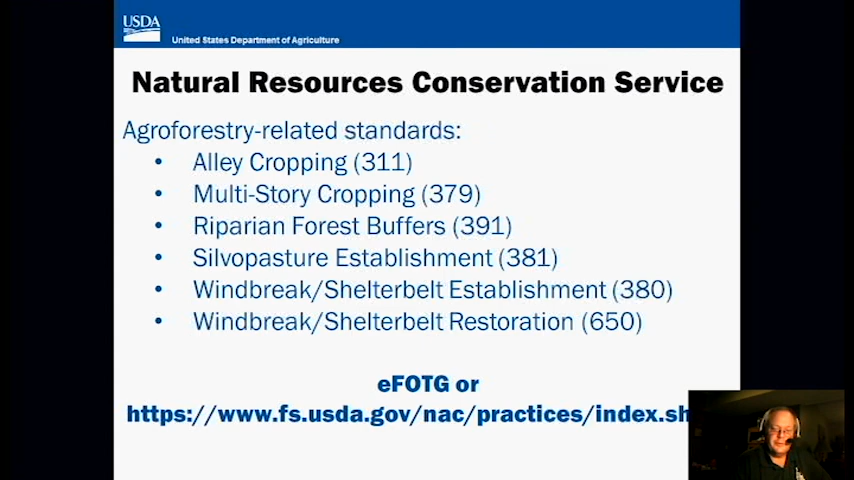 USDA
United States Department of Agriculture
Natural Resources Conservation Service
Agroforestry-related standards:
• Alley Cropping (311)
• Multi-Story Cropping (379)
• Riparian Forest Buffers (391)
• Silvopasture Establishment (381)
• Windbreak/Shelterbelt Establishment (380)
• Windbreak/Shelterbelt Restoration (650)
eFOTG or
https://www.fs.usda.gov/nac/practices/index.sh